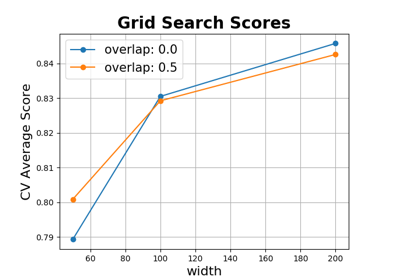 Grid Search Scores
overlap: 0.0
overlap: 0.5
CV Average Score
0.84
0.83
0.82
0.81
0.80
0.79
60 80 100 120 140 160 180 200
width